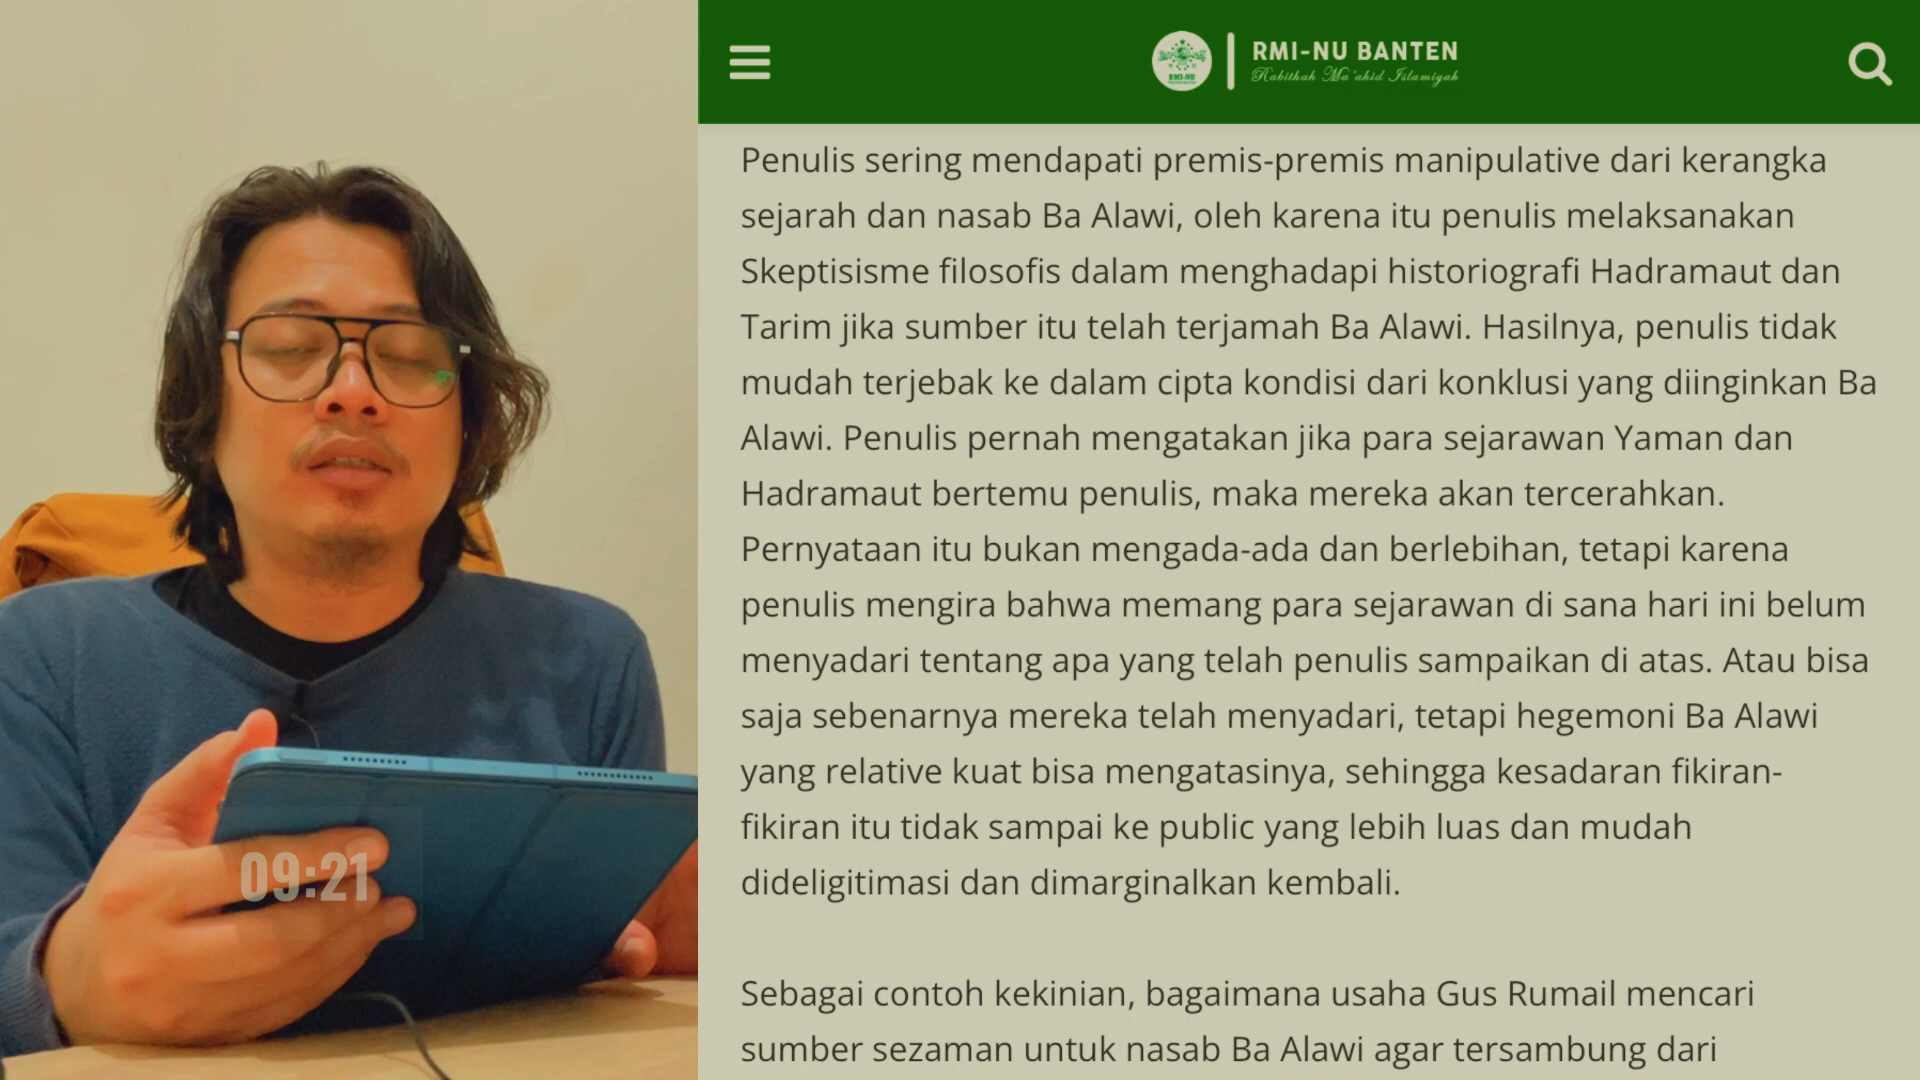 RMI-NU BANTEN
Rabithah Ma'ahid Islamiyah
Penulis sering mendapati premis-premis manipulative dari kerangka
sejarah dan nasab Ba Alawi, oleh karena itu penulis melaksanakan
Skeptisisme filosofis dalam menghadapi historiografi Hadramaut dan
Tarim jika sumber itu telah terjamah Ba Alawi. Hasilnya, penulis tidak
mudah terjebak ke dalam cipta kondisi dari konklusi yang diinginkan Ba
Alawi. Penulis pernah mengatakan jika para sejarawan Yaman dan
Hadramaut bertemu penulis, maka mereka akan tercerahkan.
Pernyataan itu bukan mengada-ada dan berlebihan, tetapi karena
penulis mengira bahwa memang para sejarawan di sana hari ini belum
menyadari tentang apa yang telah penulis sampaikan di atas. Atau bisa
saja sebenarnya mereka telah menyadari, tetapi hegemoni Ba Alawi
yang relative kuat bisa mengatasinya, sehingga kesadaran fikiran-
fikiran itu tidak sampai ke public yang lebih luas dan mudah
dideligitimasi dan dimarginalkan kembali.
Sebagai contoh kekinian, bagaimana usaha Gus Rumail mencari
sumber sezaman untuk nasab Ba Alawi agar tersambung dari
09:21